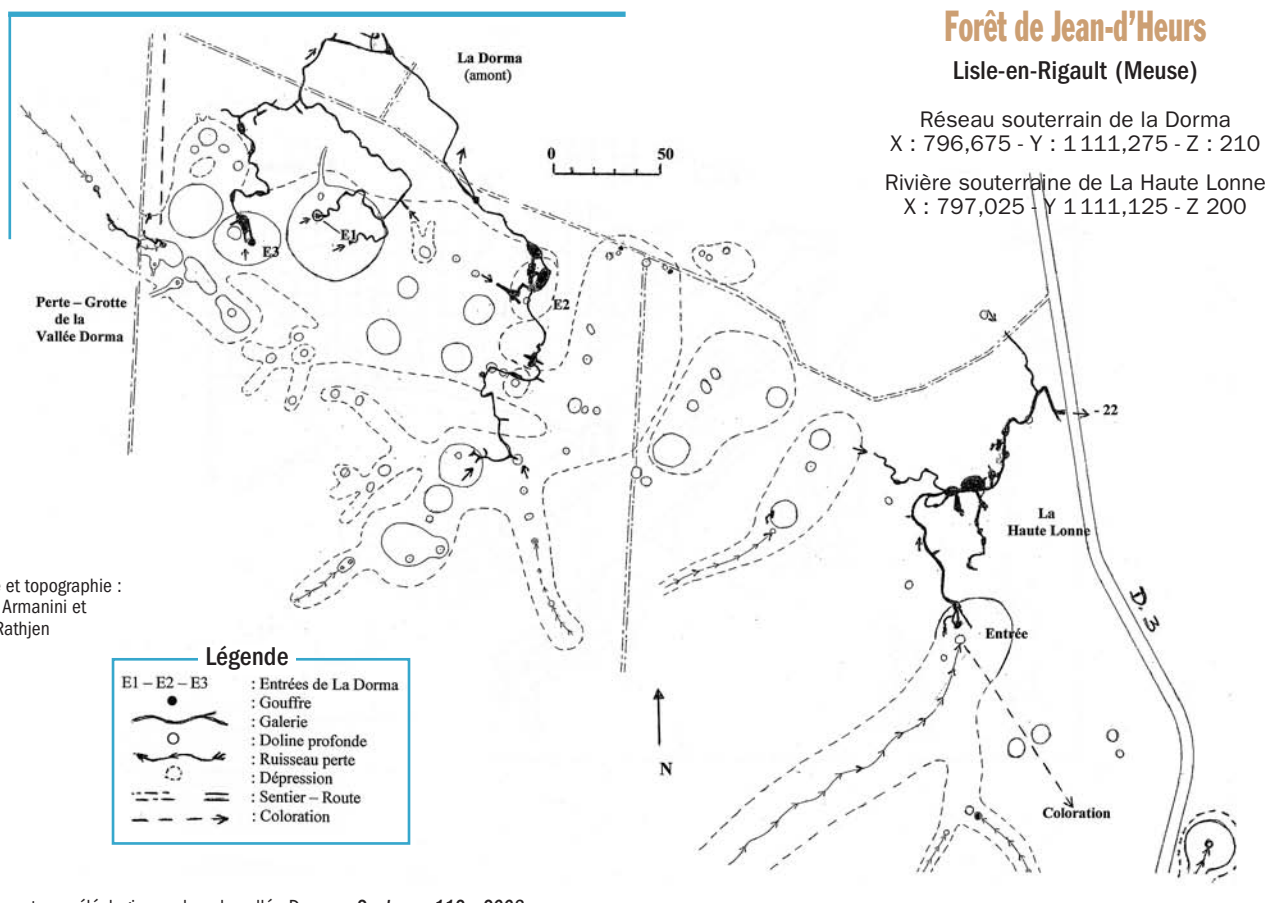 Forêt de Jean-d'Heurs
Lisle-en-Rigault (Meuse)
Réseau souterrain de la Dorma
X : 796,675 - Y : 1 111,275 - Z : 210
Rivière souterraine de La Haute Lonne
X : 797,025 - Y 1 111,125 - Z 200
La Dorma
(amont)
0 50
E1
E3
E2
Perte – Grotte
de la
Vallée Dorma
- 22
La
Haute Lonne
D.3
Entrée
Coloration
N
et topographie :
Armanini et
Rathjen
Légende
E1 – E2 – E3 : Entrées de La Dorma
: Gouffre
: Galerie
: Doline profonde
: Ruisseau perte
: Dépression
: Sentier – Route
: Coloration